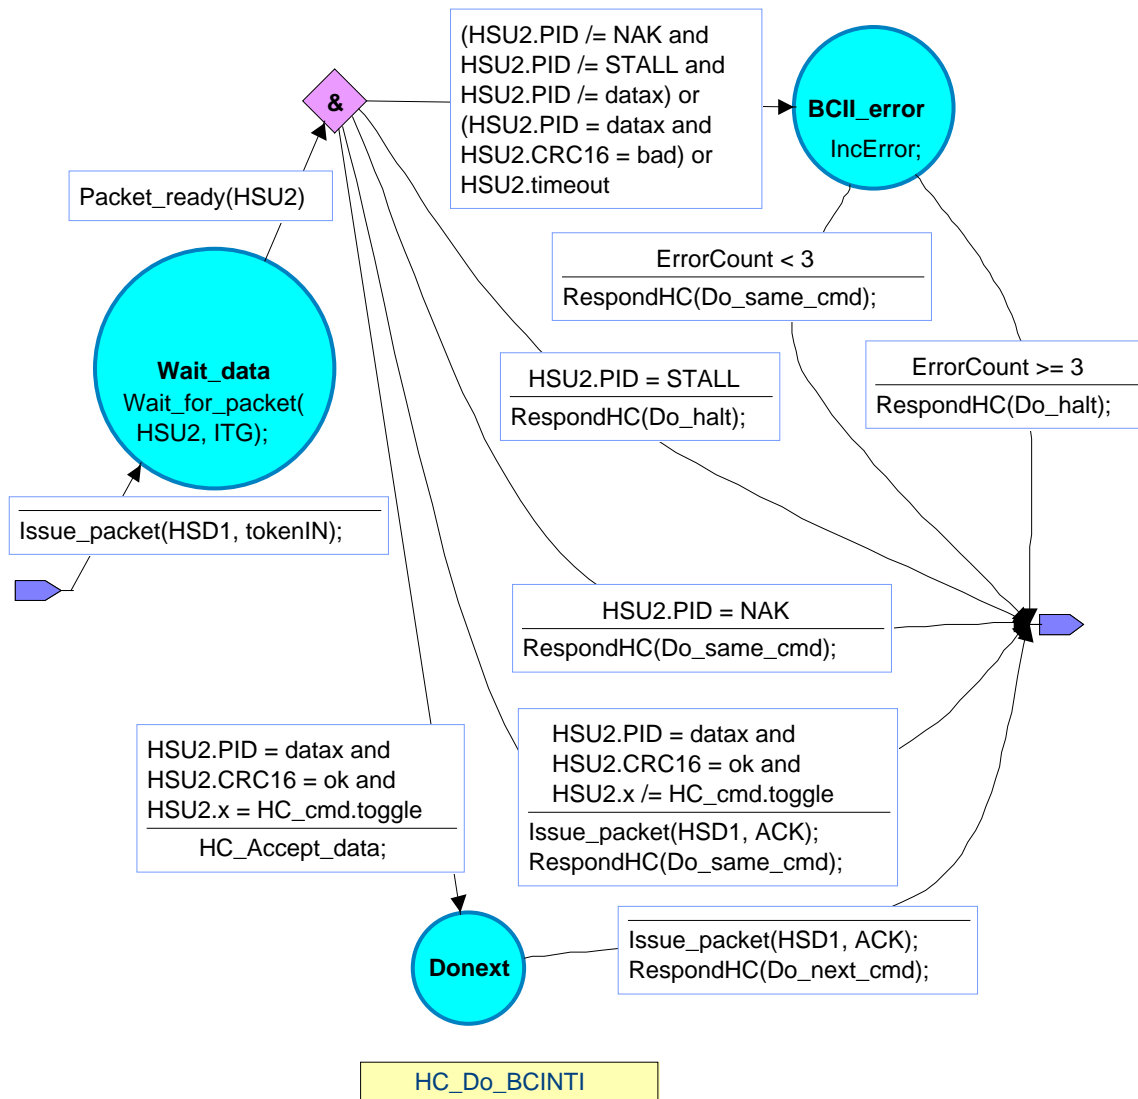 (HSU2.PID /= NAK and
HSU2.PID /= STALL and
HSU2.PID /= datax) or
(HSU2.PID = datax and
HSU2.CRC16 = bad) or
HSU2.timeout
&
BCII_error
IncError;
Packet_ready(HSU2)
ErrorCount < 3
RespondHC(Do_same_cmd);
ErrorCount >= 3
RespondHC(Do_halt);
Wait_data
Wait_for_packet(
HSU2, ITG);
HSU2.PID = STALL
RespondHC(Do_halt);
Issue_packet(HSD1, tokenIN);
HSU2.PID = NAK
RespondHC(Do_same_cmd);
HSU2.PID = datax and
HSU2.CRC16 = ok and
HSU2.x = HC_cmd.toggle
HC_Accept_data;
HSU2.PID = datax and
HSU2.CRC16 = ok and
HSU2.x /= HC_cmd.toggle
Issue_packet(HSD1, ACK);
RespondHC(Do_same_cmd);
Donext
Issue_packet(HSD1, ACK);
RespondHC(Do_next_cmd);
HC_Do_BCINTI